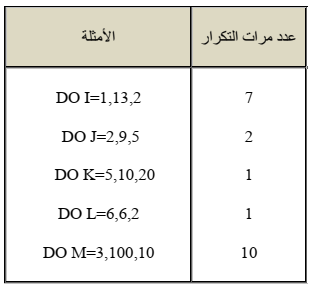 عدد مرات التكرار الأمثلة
7 DO I=1,13,2
2 DO J=2,9,5
1 DO K=5,10,20
1 DO L=6,6,2
10 DO M=3,100,10